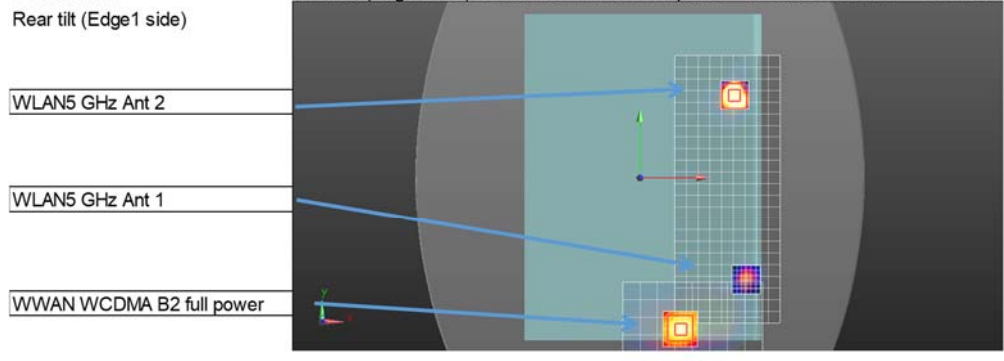 Rear tilt (Edge1 side)
WLAN5 GHz Ant 2
WLAN5 GHz Ant 1
WWAN WCDMA B2 full power